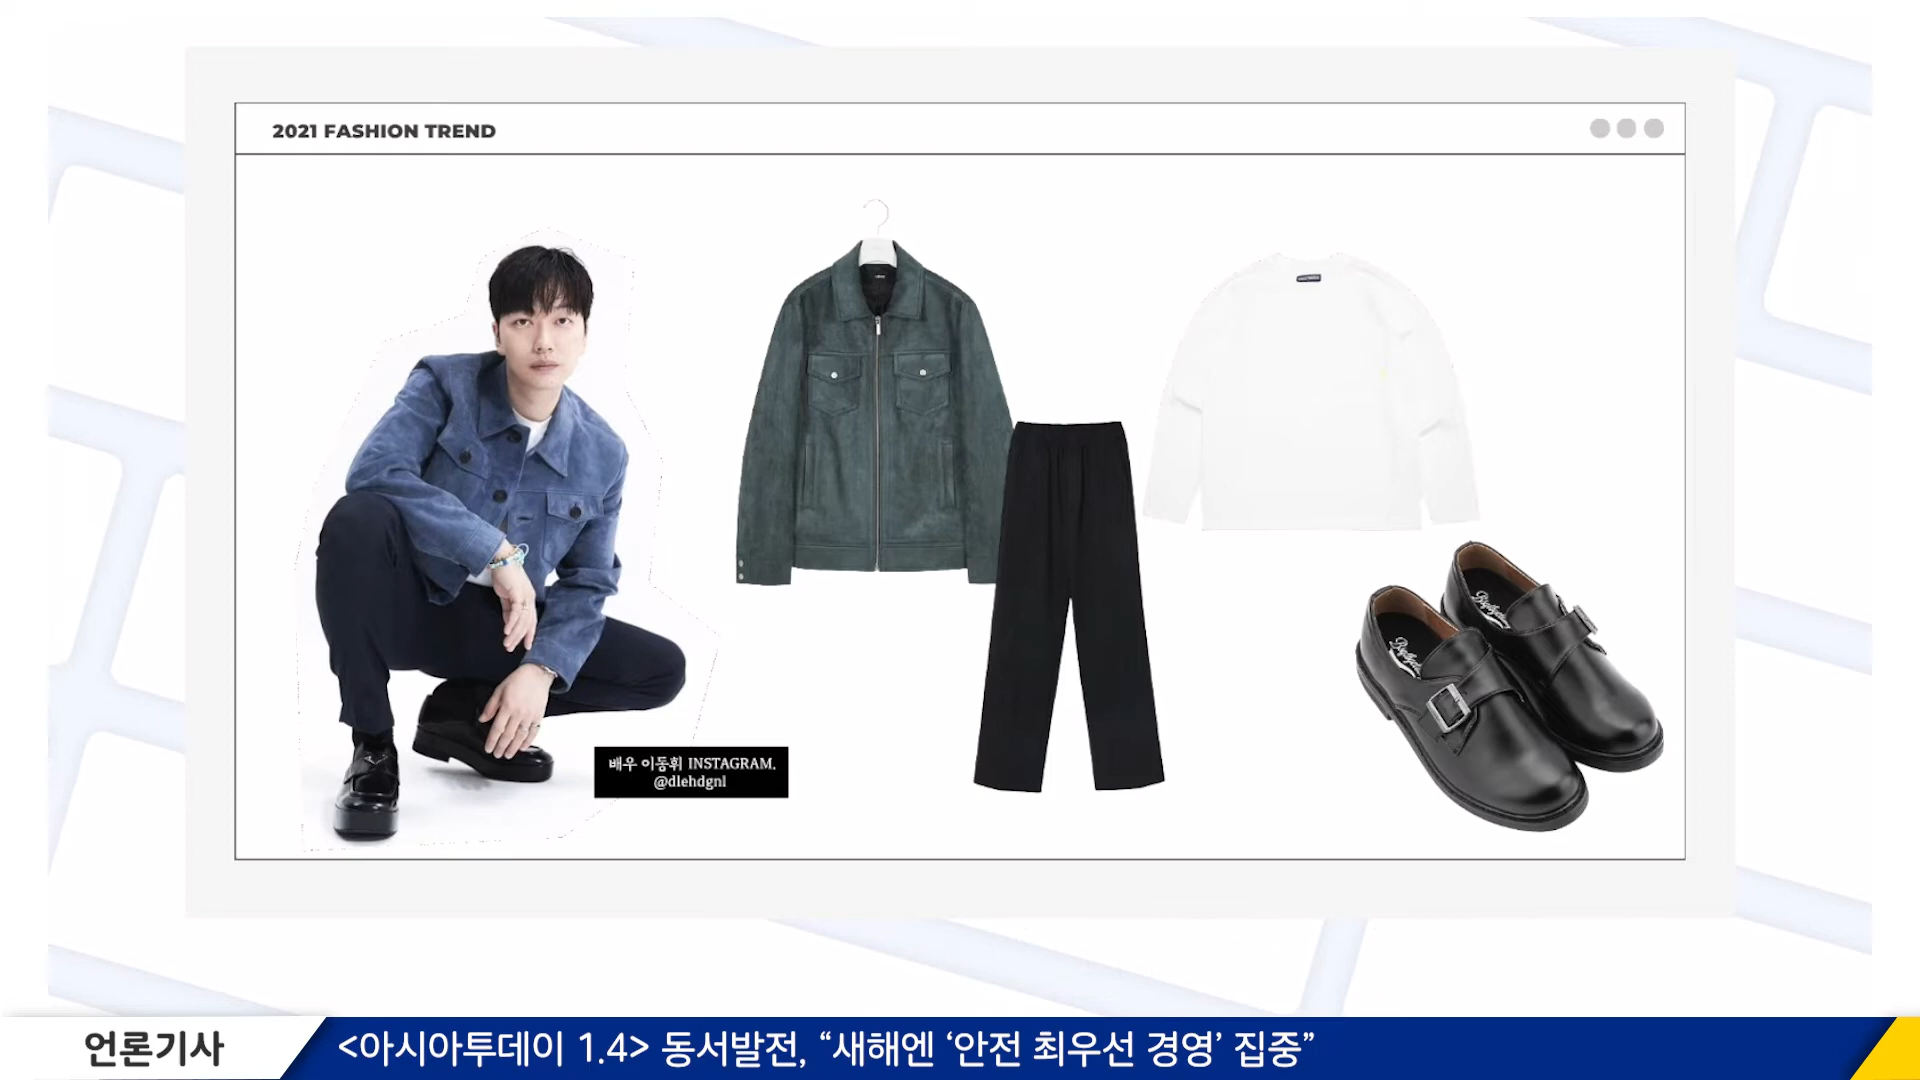 2021 FASHION TREND
배우 이동휘 INSTAGRAM.
@dlehdgnl
언론기사
<아시아투데이 1.4> 동서발전, “새해엔 ‘안전 최우선 경영’ 집중”